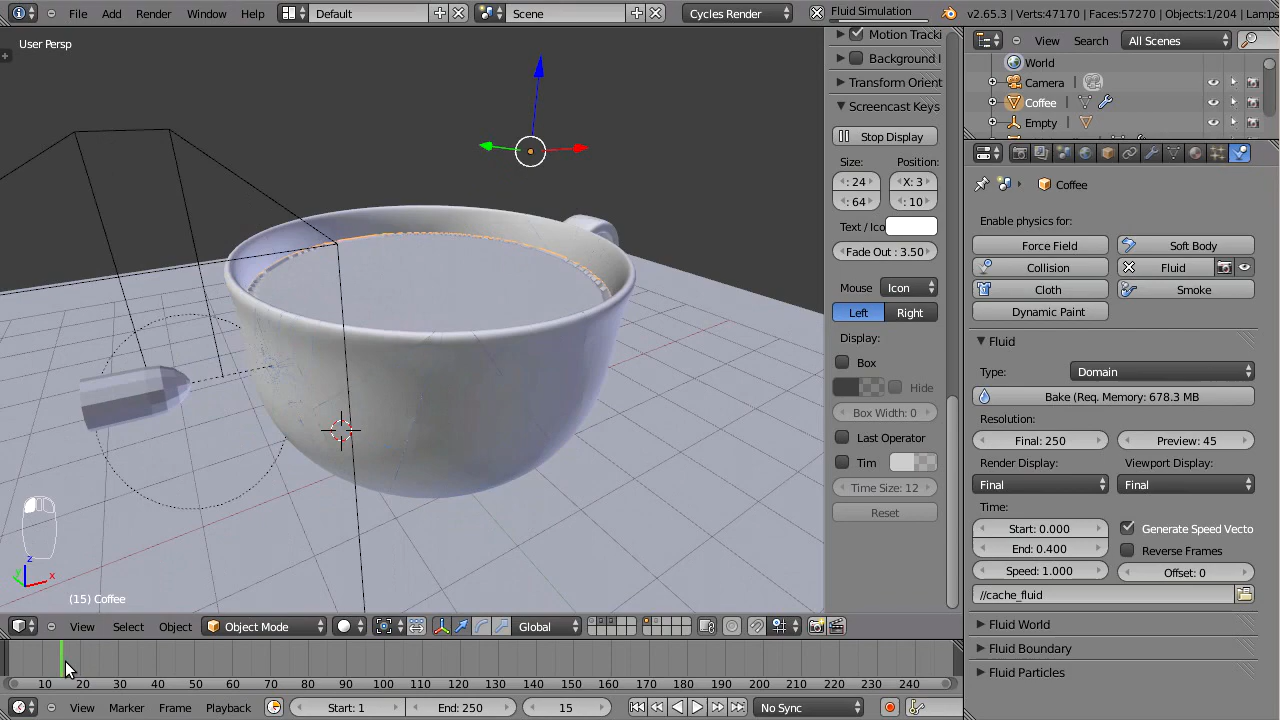 File Add Render Window Help Default Scene Cycles Render Fluid Simulation v2.65.3 | Verts:47170 | Faces:57270 | Objects:1/204 | Lamps
User Persp
Motion Tracki
Background I
Transform Orient
Screencast Keys
Stop Display
Size: Position:
: 24 X: 3
: 64 : 10
Text / Ico
Fade Out : 3.50
Mouse Icon
Left Right
Display:
Box
Hide
Box Width: 0
Last Operator
Tim
Time Size: 12
Reset
View Search All Scenes
World
Camera
Coffee
Empty
Coffee
Enable physics for:
Force Field Soft Body
Collision Fluid
Cloth Smoke
Dynamic Paint
Fluid
Type: Domain
Bake (Req. Memory: 678.3 MB
Resolution:
Final: 250 Preview: 45
Render Display: Viewport Display:
Final Final
Time:
Start: 0.000 Generate Speed Vecto
End: 0.400 Reverse Frames
Speed: 1.000 Offset: 0
//cache_fluid
Fluid World
Fluid Boundary
Fluid Particles
z
y x
(15) Coffee
View Select Object Object Mode Global
10 20 30 40 50 60 70 80 90 100 110 120 130 140 150 160 170 180 190 200 210 220 230 240
View Marker Frame Playback Start: 1 End: 250 15 No Sync